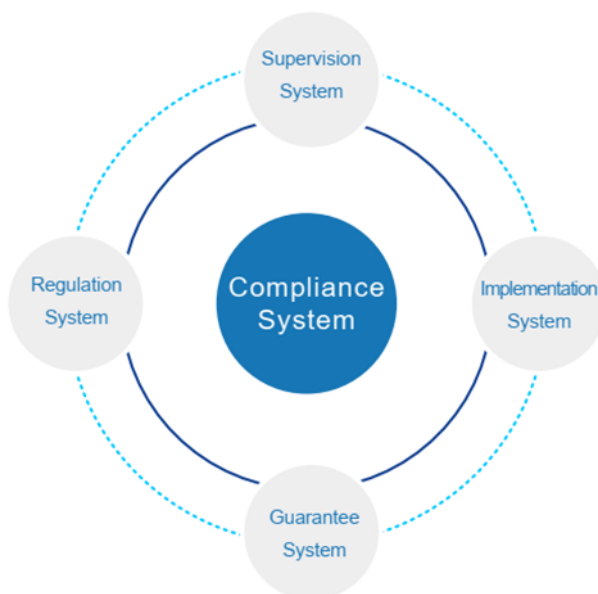 Supervision
System
Regulation
System
Compliance
System
Implementation
System
Guarantee
System